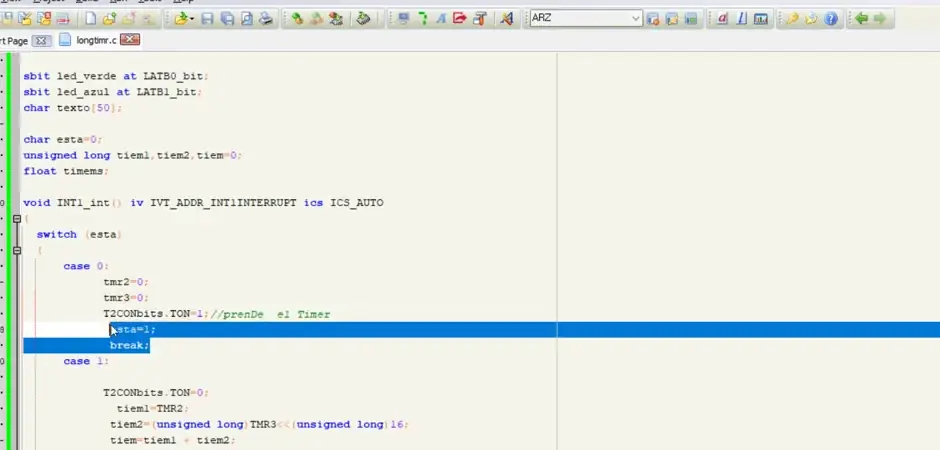 ARZ
rt Page
longtimr.c
sbit led_verde at LATB0_bit;
sbit led_azul at LATB1_bit;
char texto[50];
char esta=0;
unsigned long tiem1,tiem2,tiem=0;
float timems;
void INT1_int() iv IVT_ADDR_INT1INTERRUPT ics ICS_AUTO
{
switch (esta)
{
case 0:
tmr2=0;
tmr3=0;
T2CONbits.TON=1;//prenDe el Timer
esta=1;
break;
case 1:
T2CONbits.TON=0;
tiem1=TMR2;
tiem2=(unsigned long)TMR3<<(unsigned long)16;
tiem=tiem1 + tiem2;